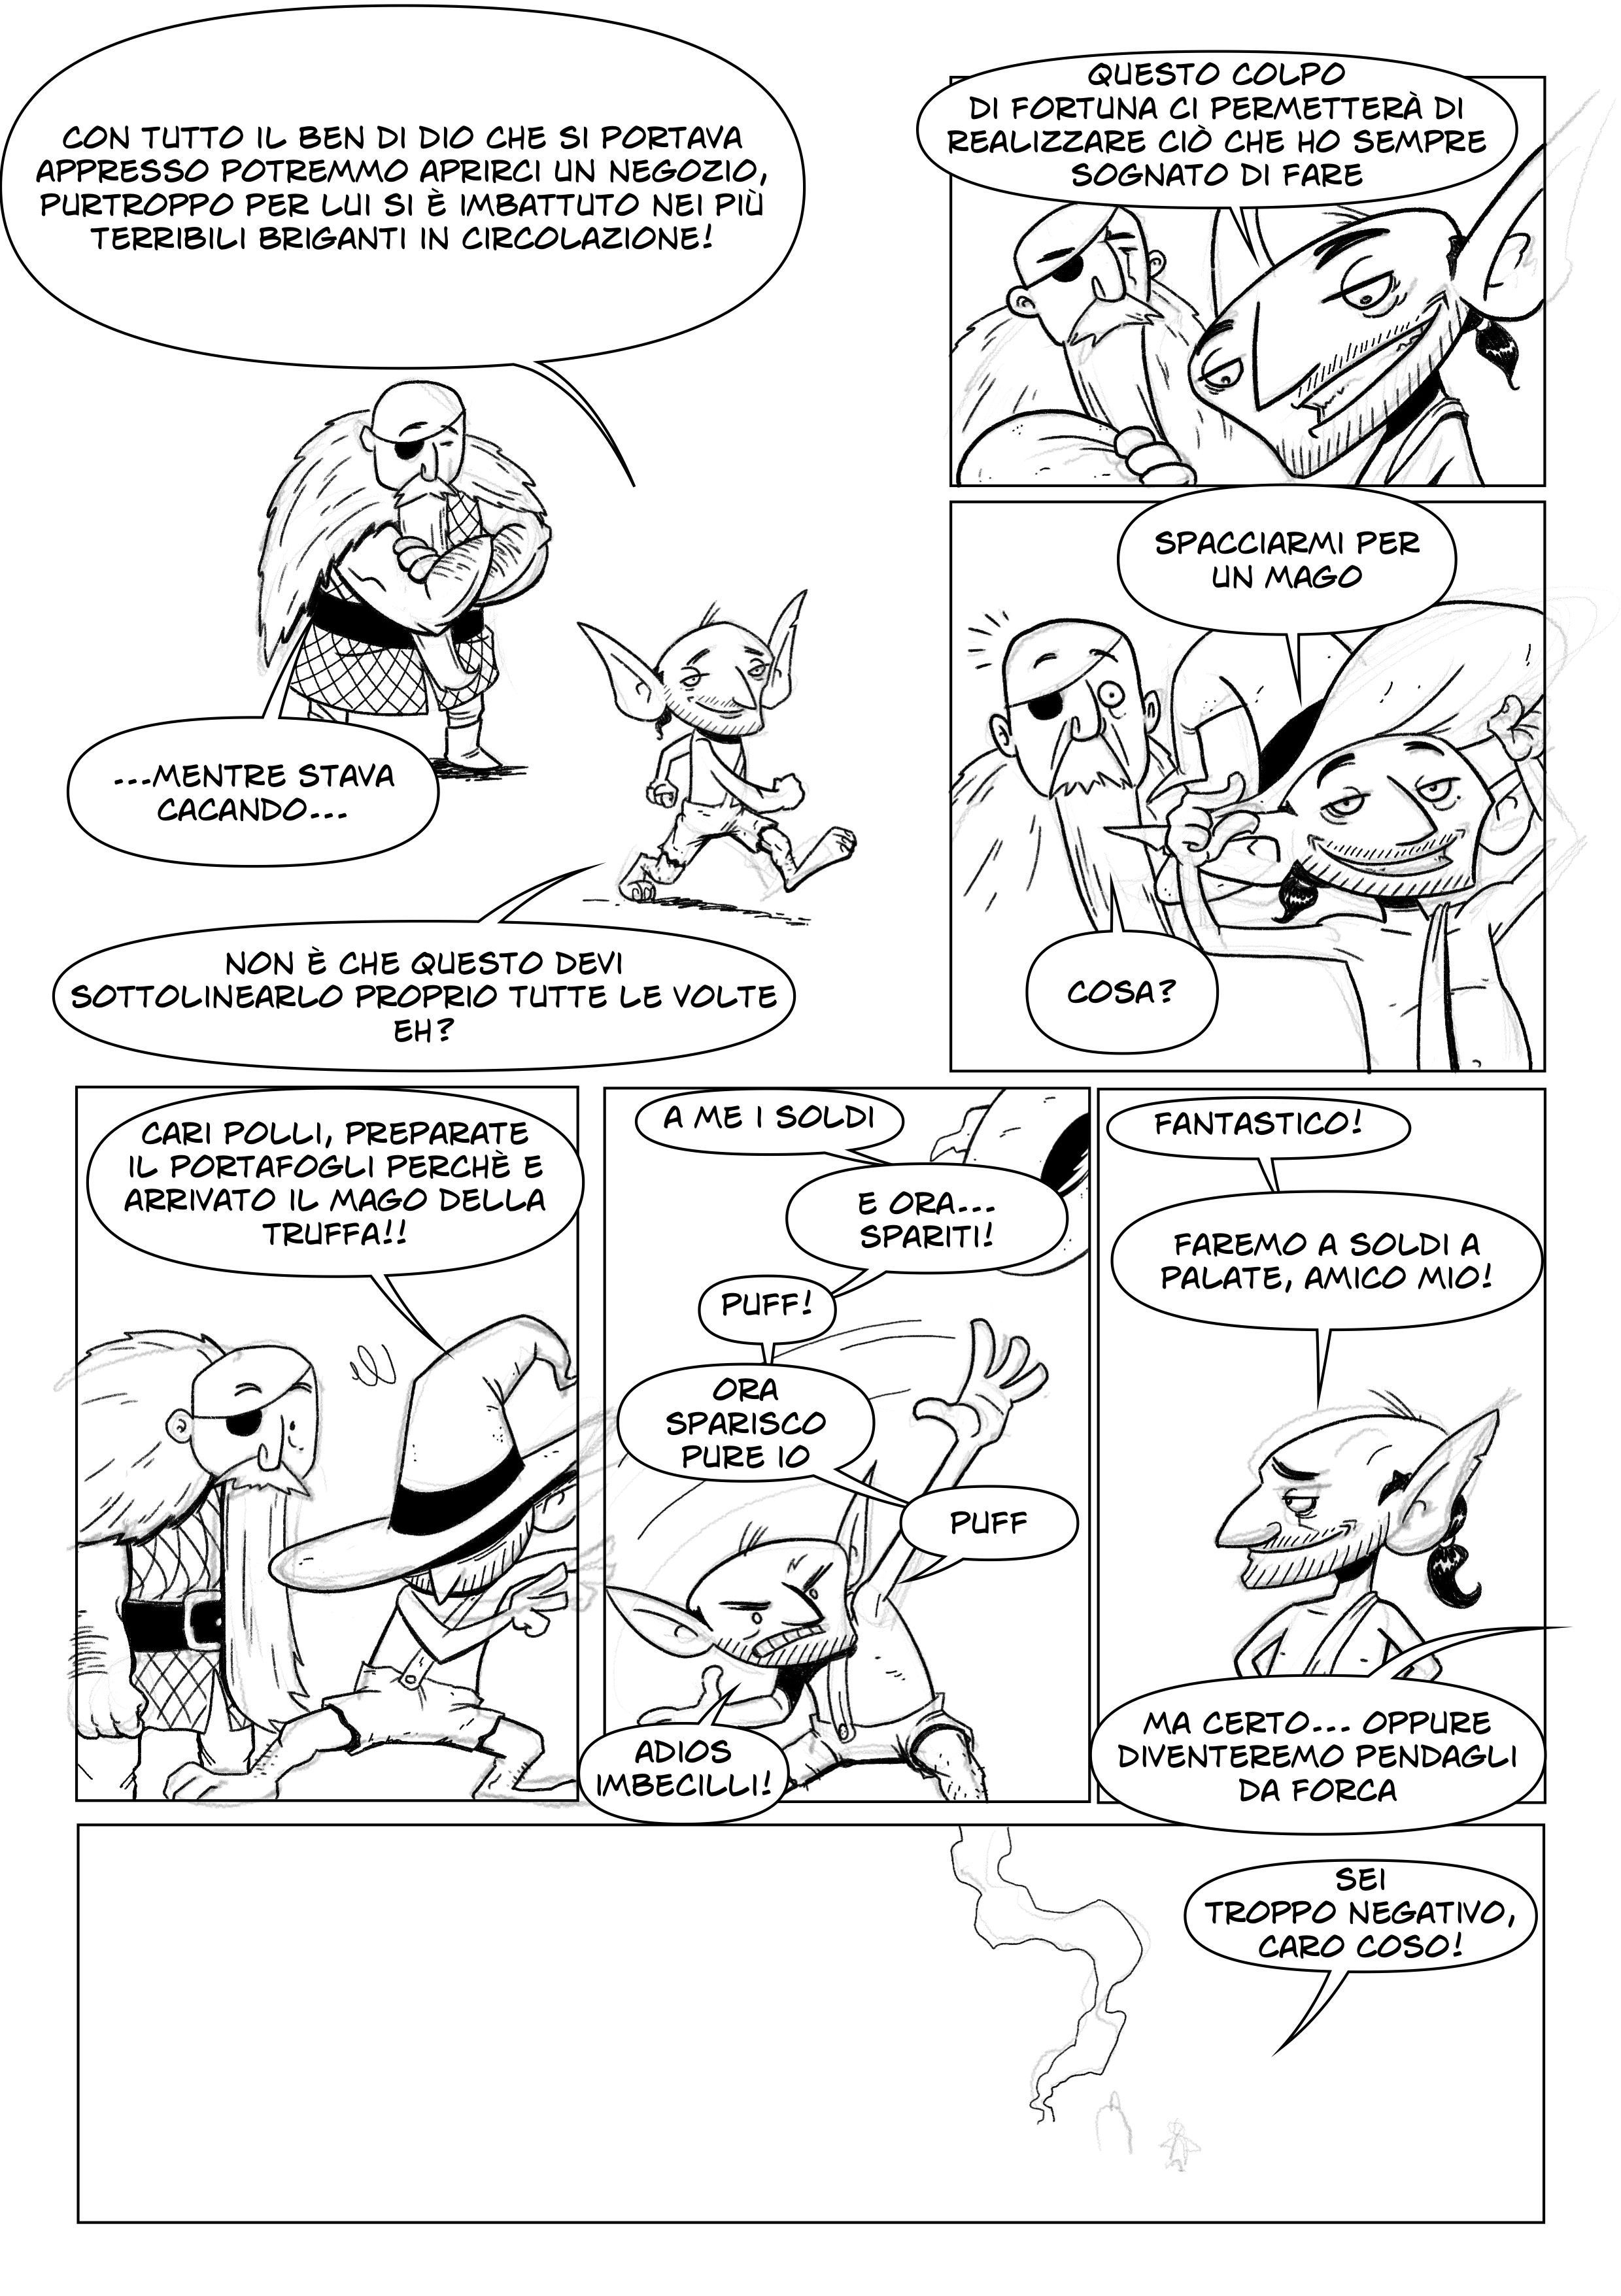 CON TUTTO IL BEN DI DIO CHE SI PORTAVA
APPRESSO POTREMMO APRIRCI UN NEGOZIO,
PURTROPPO PER LUI SI È IMBATTUTO NEI PIÙ
TERRIBILI BRIGANTI IN CIRCOLAZIONE!
...MENTRE STAVA
CACANDO...
NON È CHE QUESTO DEVI
SOTTOLINEARLO PROPRIO TUTTE LE VOLTE
EH?
QUESTO COLPO
DI FORTUNA CI PERMETTERÀ DI
REALIZZARE CIÒ CHE HO SEMPRE
SOGNATO DI FARE
SPACCIARMI PER
UN MAGO
COSA?
CARI POLLI, PREPARATE
IL PORTAFOGLI PERCHÈ E
ARRIVATO IL MAGO DELLA
TRUFFA!!
A ME I SOLDI
E ORA...
SPARITI!
PUFF!
ORA
SPARISCO
PURE IO
PUFF
ADIOS
IMBECILLI!
FANTASTICO!
FAREMO A SOLDI A
PALATE, AMICO MIO!
MA CERTO... OPPURE
DIVENTEREMO PENDAGLI
DA FORCA
SEI
TROPPO NEGATIVO,
CARO COSO!